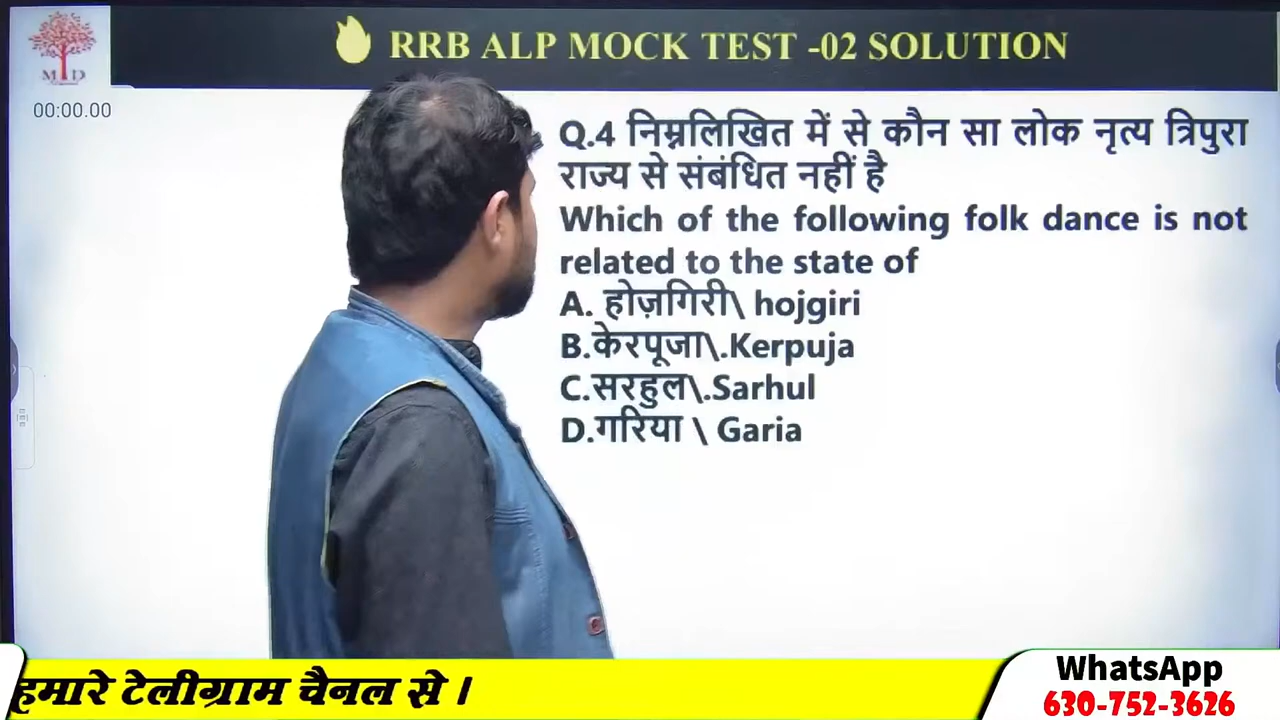 RRB ALP MOCK TEST -02 SOLUTION
M D
00:00.00
Q.4 निम्नलिखित में से कौन सा लोक नृत्य त्रिपुरा
राज्य से संबंधित नहीं है
Which of the following folk dance is not
related to the state of
A. होज़गिरी\ hojgiri
B.केरपूजा\.Kerpuja
C.सरहुल\.Sarhul
D.गरिया \ Garia
हमारे टेलीग्राम चैनल से ।
WhatsApp
630-752-3626